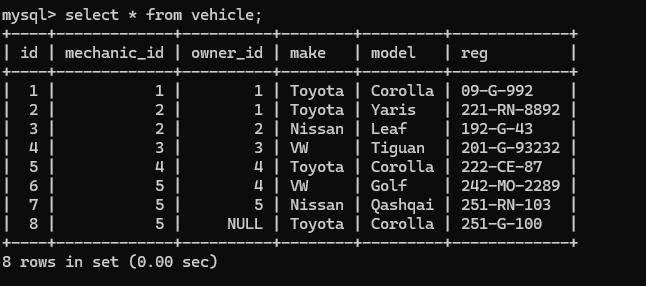 mysql> select * from vehicle;
+----+-------------+----------+--------+---------+-------------+
| id | mechanic_id | owner_id | make   | model   | reg         |
+----+-------------+----------+--------+---------+-------------+
|  1 |           1 |        1 | Toyota | Corolla | 09-G-992    |
|  2 |           2 |        1 | Toyota | Yaris   | 221-RN-8892 |
|  3 |           2 |        2 | Nissan | Leaf    | 192-G-43    |
|  4 |           3 |        3 | VW     | Tiguan  | 201-G-93232 |
|  5 |           4 |        4 | Toyota | Corolla | 222-CE-87   |
|  6 |           5 |        4 | VW     | Golf    | 242-MO-2289 |
|  7 |           5 |        5 | Nissan | Qashqai | 251-RN-103  |
|  8 |           5 |     NULL | Toyota | Corolla | 251-G-100   |
+----+-------------+----------+--------+---------+-------------+
8 rows in set (0.00 sec)